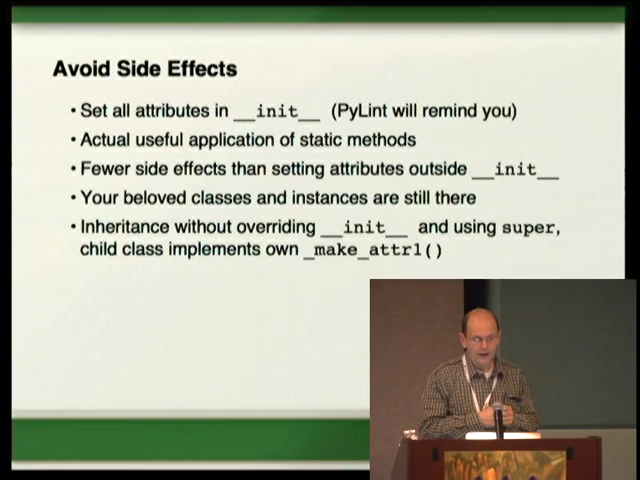 Avoid Side Effects
• Set all attributes in __init__ (PyLint will remind you)
• Actual useful application of static methods
• Fewer side effects than setting attributes outside __init__
• Your beloved classes and instances are still there
• Inheritance without overriding __init__ and using super,
child class implements own _make_attr1()